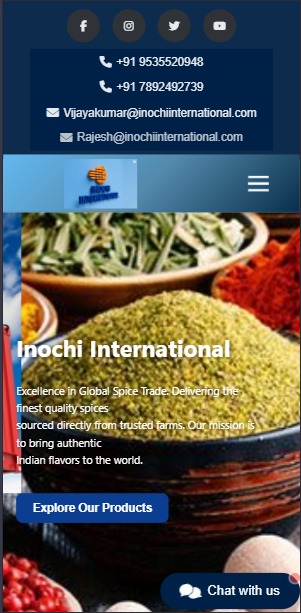 +91 9535520948
+91 7892492739
Vijayakumar@inochiinternational.com
Rajesh@inochiinternational.com
Inochi International
Excellence in Global Spice Trade: Delivering the
finest quality spices
sourced directly from trusted farms. Our mission is
to bring authentic
Indian flavors to the world.
Explore Our Products
Chat with us